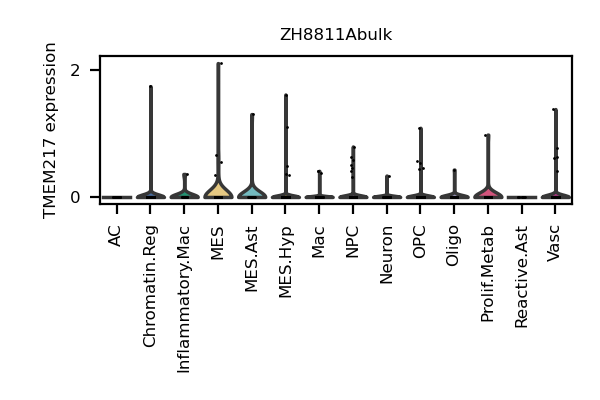 ZH8811Abulk
TMEM217 expression
2
0
AC
Chromatin.Reg
Inflammatory.Mac
MES
MES.Ast
MES.Hyp
Mac
NPC
Neuron
OPC
Oligo
Prolif.Metab
Reactive.Ast
Vasc